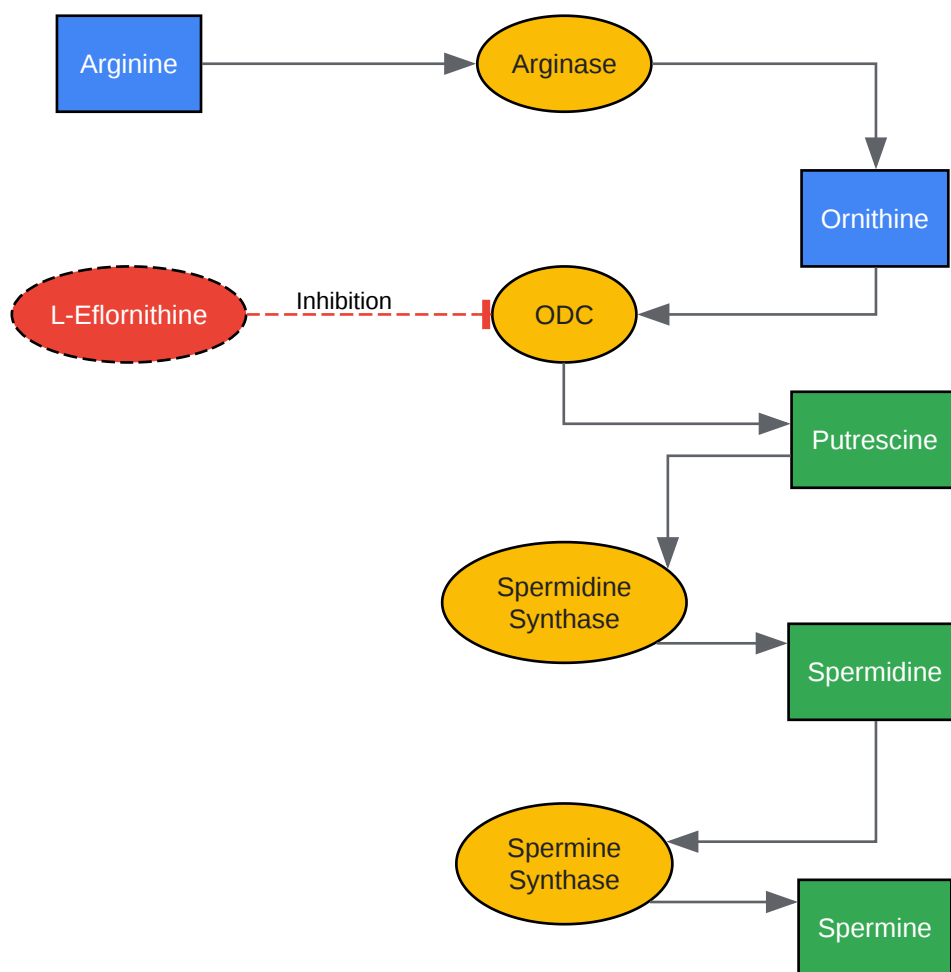 Arginine
Arginase
Ornithine
L-Eflornithine
Inhibition
ODC
Putrescine
Spermidine
Synthase
Spermidine
Spermine
Synthase
Spermine